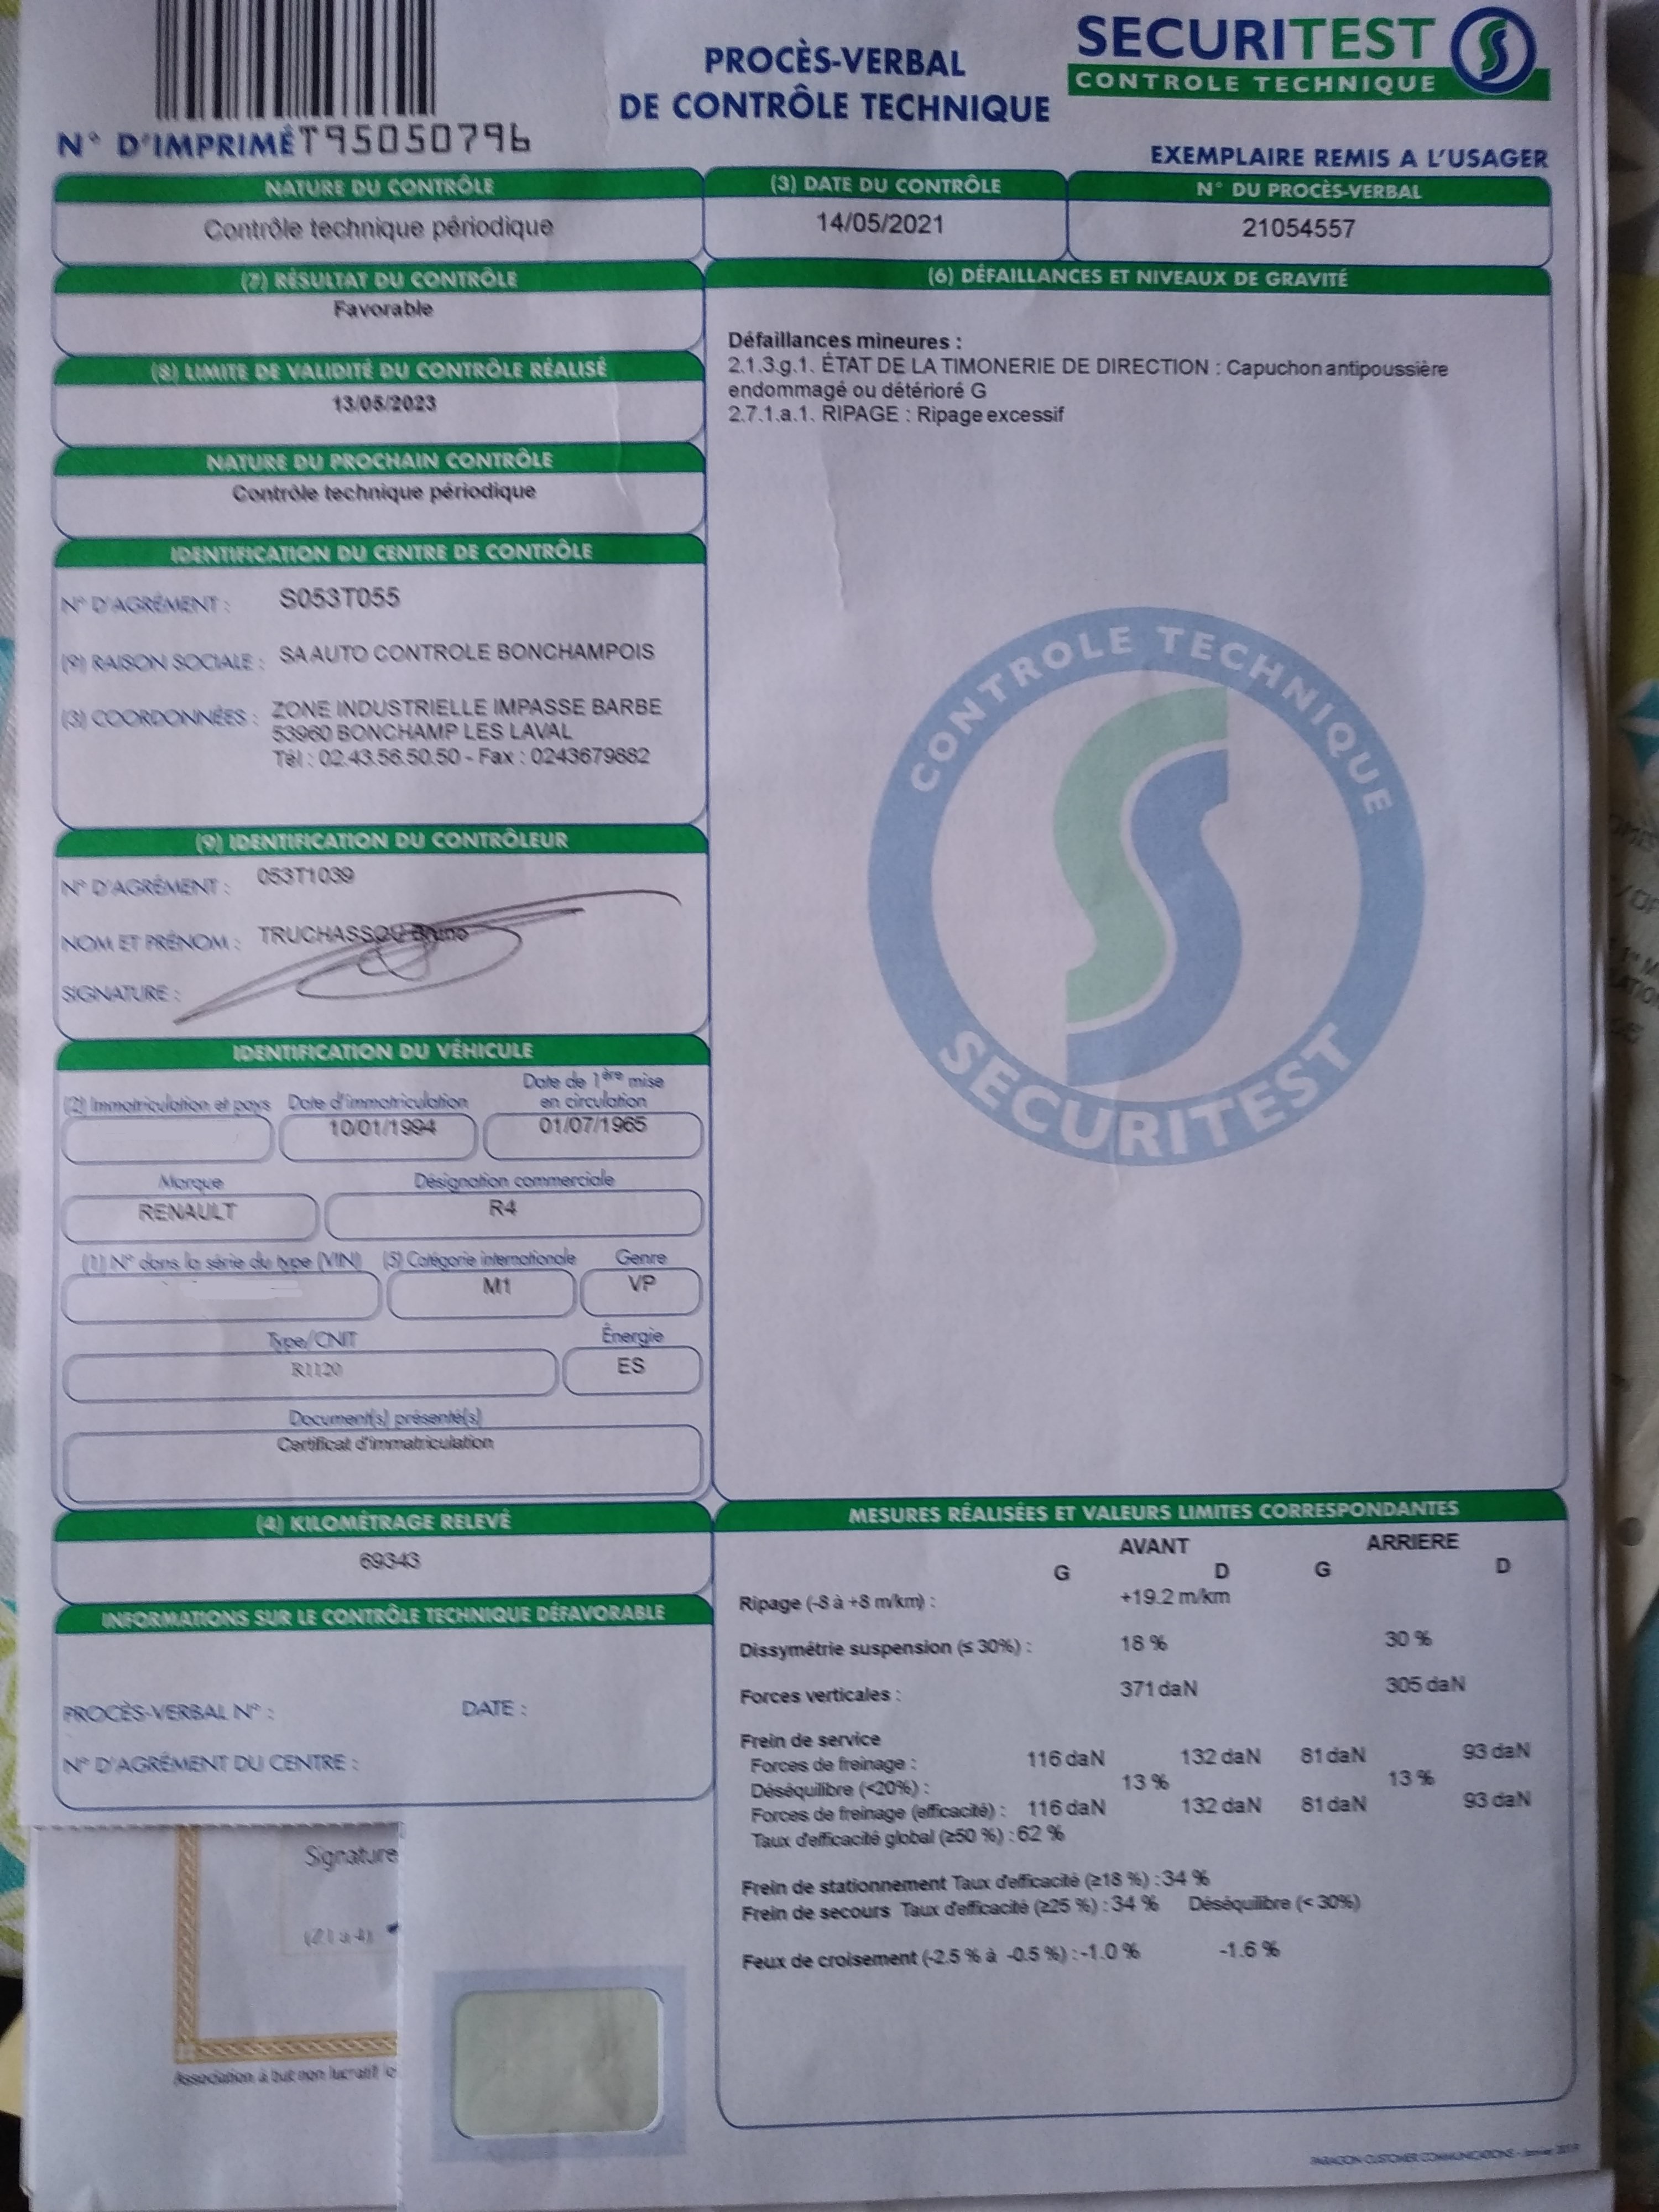 PROCÈS-VERBAL
DE CONTRÔLE TECHNIQUE
SECURITEST
CONTROLE TECHNIQUE
N° D'IMPRIMÉ T95050796
EXEMPLAIRE REMIS A L'USAGER
NATURE DU CONTRÔLE
Contrôle technique périodique
(3) DATE DU CONTRÔLE
14/05/2021
N° DU PROCÈS-VERBAL
21054557
(7) RÉSULTAT DU CONTRÔLE
Favorable
(8) LIMITE DE VALIDITÉ DU CONTRÔLE RÉALISÉ
13/05/2023
NATURE DU PROCHAIN CONTRÔLE
Contrôle technique périodique
IDENTIFICATION DU CENTRE DE CONTRÔLE
N° D'AGRÉMENT : S053T055
(9) RAISON SOCIALE : SA AUTO CONTROLE BONCHAMPOIS
(3) COORDONNÉES : ZONE INDUSTRIELLE IMPASSE BARBE
53960 BONCHAMP LES LAVAL
Tél : 02.43.56.50.50 - Fax : 0243679882
(9) IDENTIFICATION DU CONTRÔLEUR
N° D'AGRÉMENT : 053T1039
NOM ET PRÉNOM : TRUCHASSOU Bruno
SIGNATURE :
IDENTIFICATION DU VÉHICULE
(2) Immatriculation et pays
Date d'immatriculation
10/01/1994
Date de 1ère mise
en circulation
01/07/1965
Marque
RENAULT
Désignation commerciale
R4
(1) N° dans la série du type (VIN)
(5) Catégorie internationale
M1
Genre
VP
Type/CNIT
R1120
Énergie
ES
Document(s) présenté(s)
Certificat d'immatriculation
(4) KILOMÉTRAGE RELEVÉ
69343
INFORMATIONS SUR LE CONTRÔLE TECHNIQUE DÉFAVORABLE
PROCÈS-VERBAL N° : DATE :
N° D'AGRÉMENT DU CENTRE :
(6) DÉFAILLANCES ET NIVEAUX DE GRAVITÉ
Défaillances mineures :
2.1.3.g.1. ÉTAT DE LA TIMONERIE DE DIRECTION : Capuchon antipoussière
endommagé ou détérioré G
2.7.1.a.1. RIPAGE : Ripage excessif
CONTROLE TECHNIQUE
SECURITEST
MESURES RÉALISÉES ET VALEURS LIMITES CORRESPONDANTES
AVANT ARRIERE
G D G D
Ripage (-8 à +8 m/km) : +19.2 m/km
Dissymétrie suspension (≤ 30%) : 18 % 30 %
Forces verticales : 371 daN 305 daN
Frein de service
Forces de freinage : 116 daN 132 daN 81 daN 93 daN
Déséquilibre (<20%) : 13 % 13 %
Forces de freinage (efficacité) : 116 daN 132 daN 81 daN 93 daN
Taux d'efficacité global (≥50 %) : 62 %
Frein de stationnement Taux d'efficacité (≥18 %) : 34 %
Frein de secours Taux d'efficacité (≥25 %) : 34 % Déséquilibre (< 30%)
Feux de croisement (-2.5 % à -0.5 %) : -1.0 % -1.6 %
Signature
Association à but non lucratif
PARAGON CUSTOMER COMMUNICATIONS - Janvier 2019